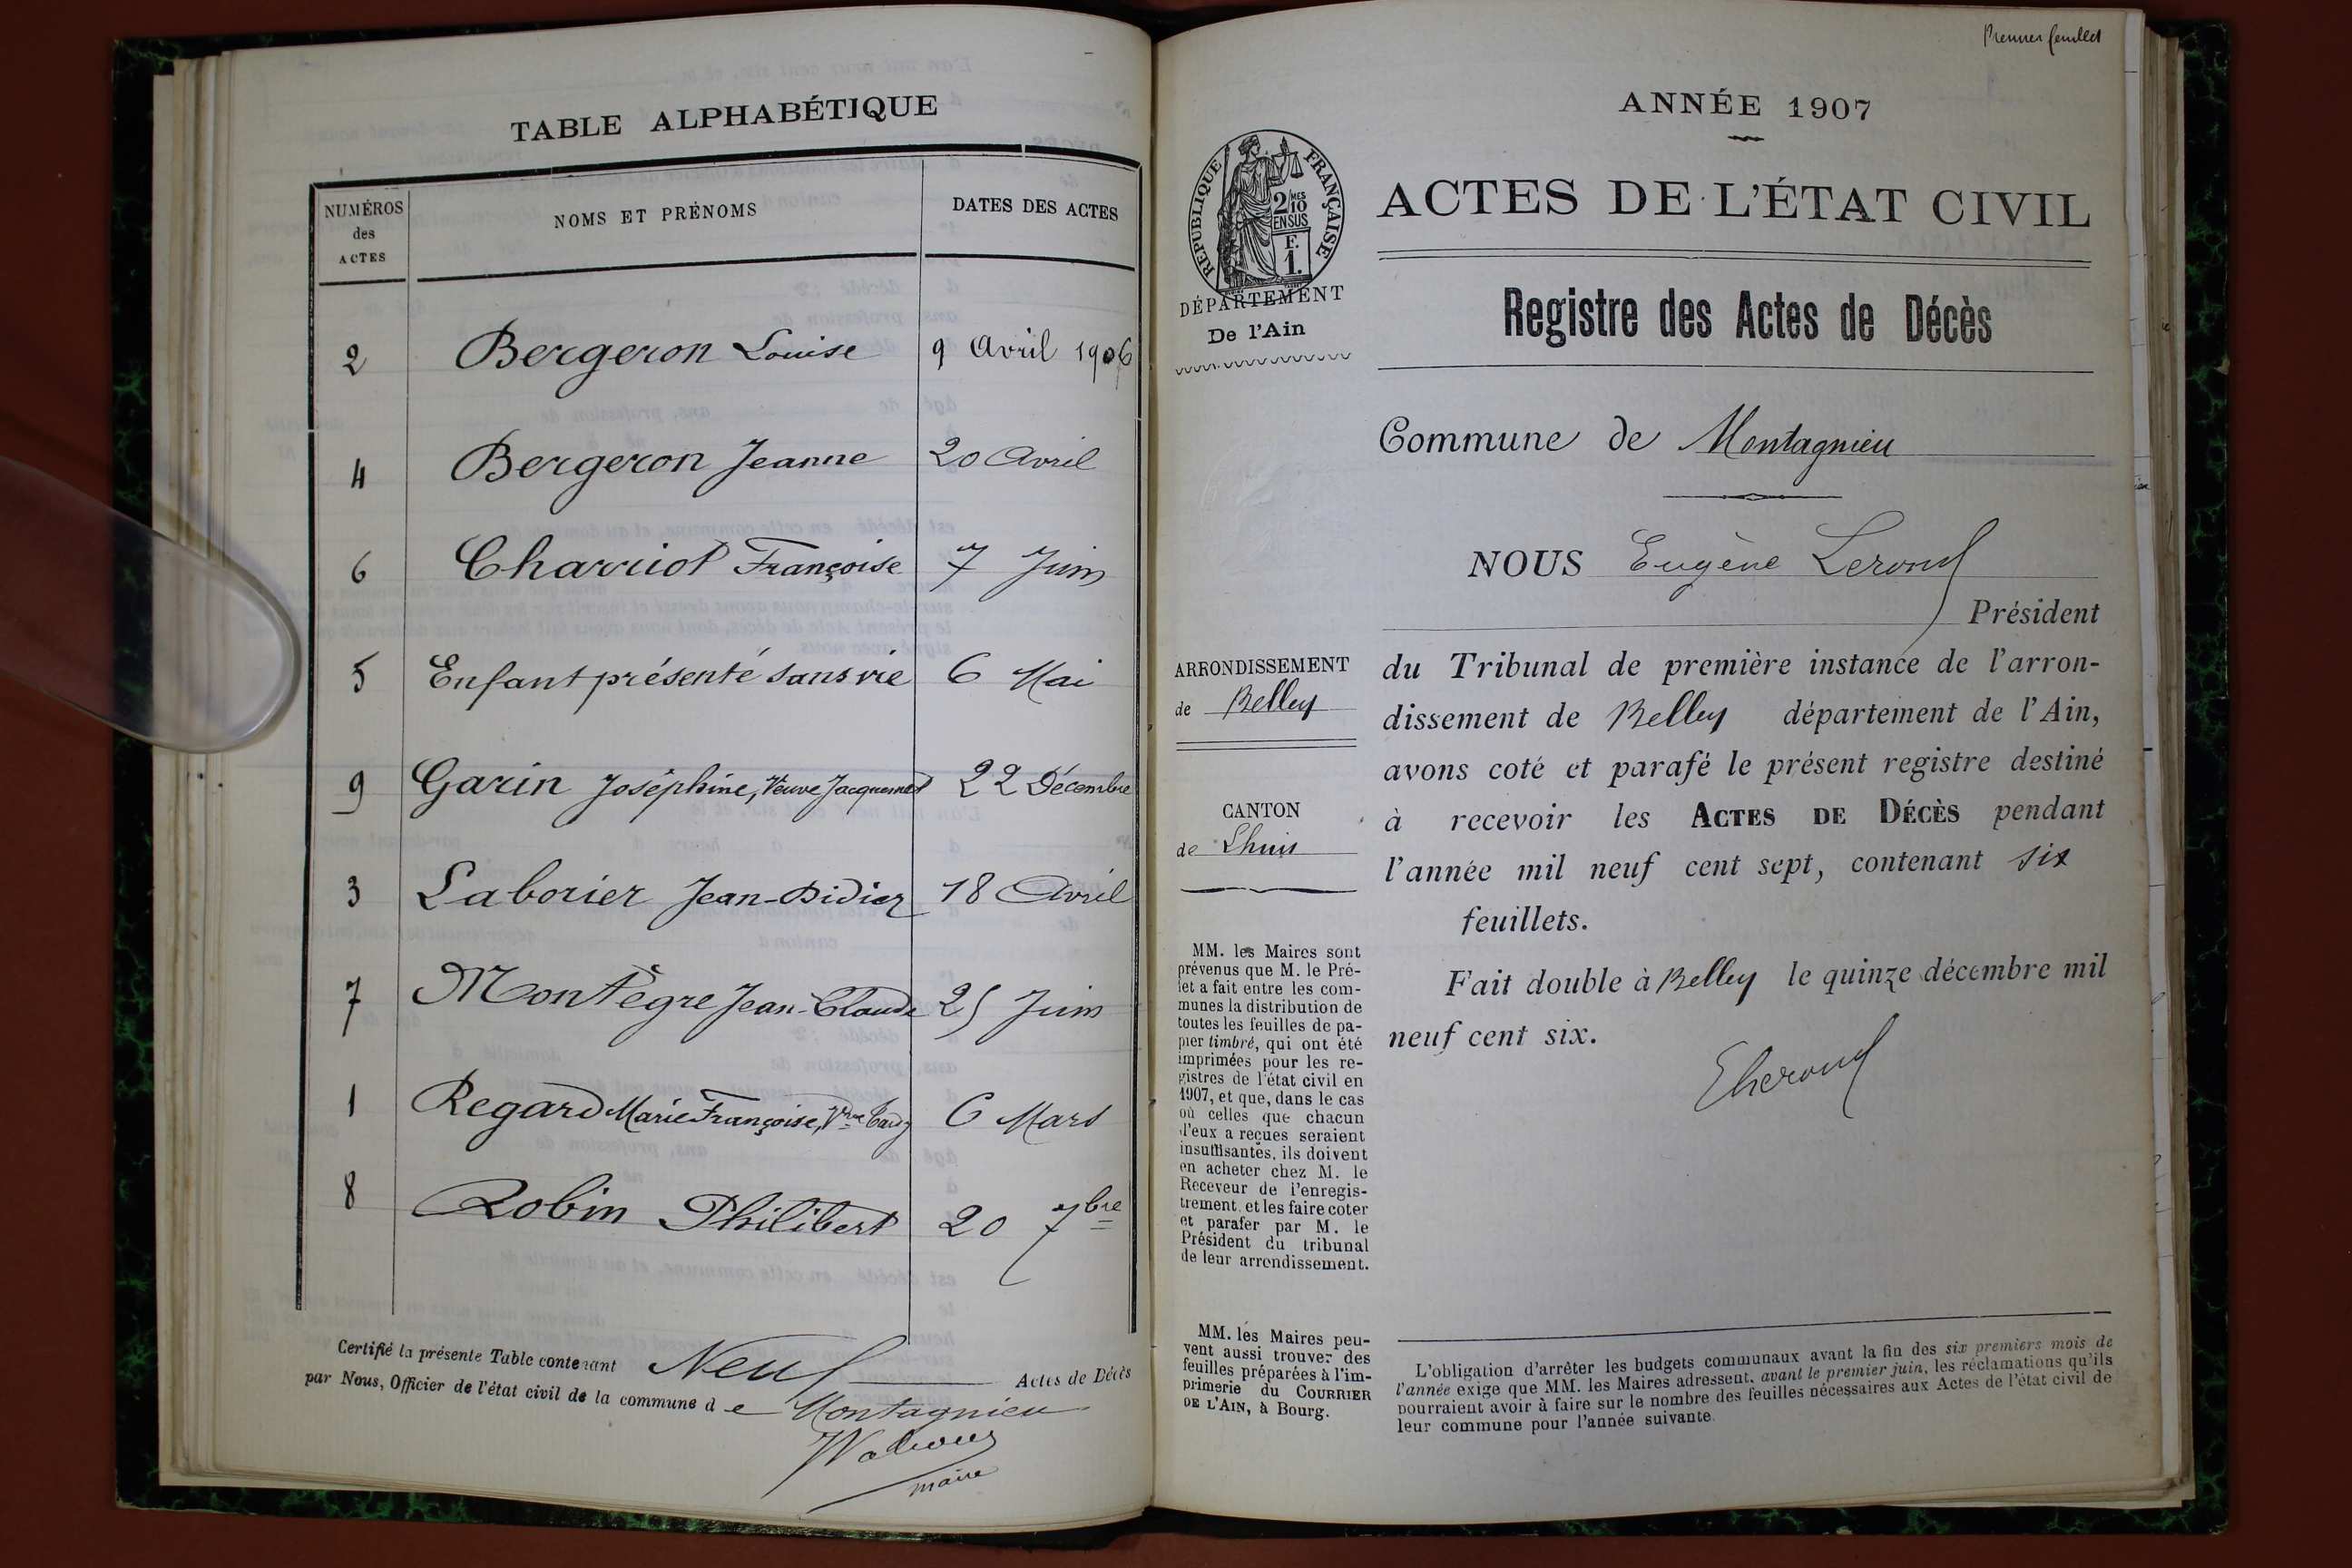 TABLE ALPHABÉTIQUE
NUMÉROS des ACTES
NOMS ET PRÉNOMS
DATES DES ACTES
2 Bergeron Louise 9 Avril 1906
4 Bergeron Jeanne 20 Avril
6 Charriot Françoise 7 Juin
5 Enfant présenté sans vie 6 Mai
9 Garin Joséphine, Veuve Jacquemet 22 Décembre
3 Laborier Jean-Didier 18 Avril
7 Montègre Jean-Claude 25 Juin
1 Regard Marie Françoise, Vve 6 Mars
8 Robin Philibert 20 7bre
Certifié la présente Table contenant Neuf Actes de Décès
par Nous, Officier de l'état civil de la commune de Montagnieu
maire
Premier feuillet
ANNÉE 1907
RÉPUBLIQUE FRANÇAISE
2/10 MES
EN SUS
F.
1.
DÉPARTEMENT
De l'Ain
ACTES DE L'ÉTAT CIVIL
Registre des Actes de Décès
Commune de Montagnieu
NOUS Eugène Lerond
Président
ARRONDISSEMENT
de Belley
CANTON
de Lhuis
du Tribunal de première instance de l'arron-
dissement de Belley département de l'Ain,
avons coté et parafé le présent registre destiné
à recevoir les ACTES DE DÉCÈS pendant
l'année mil neuf cent sept, contenant six
feuillets.
Fait double à Belley le quinze décembre mil
neuf cent six.
ELerond
MM. les Maires sont
prévenus que M. le Pré-
fet a fait entre les com-
munes la distribution de
toutes les feuilles de pa-
pier timbré, qui ont été
imprimées pour les re-
gistres de l'état civil en
1907, et que, dans le cas
où celles que chacun
d'eux a reçues seraient
insuffisantes, ils doivent
en acheter chez M. le
Receveur de l'enregis-
trement et les faire coter
et parafer par M. le
Président du tribunal
de leur arrondissement.
MM. les Maires peu-
vent aussi trouver des
feuilles préparées à l'im-
primerie du COURRIER
DE L'AIN, à Bourg.
L'obligation d'arrêter les budgets communaux avant la fin des six premiers mois de
l'année exige que MM. les Maires adressent, avant le premier juin, les réclamations qu'ils
pourraient avoir à faire sur le nombre des feuilles nécessaires aux Actes de l'état civil de
leur commune pour l'année suivante.